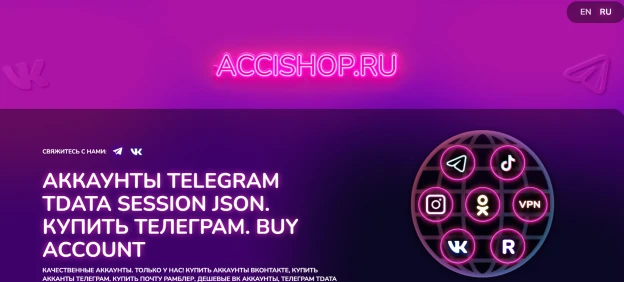 EN RU
ACCISHOP.RU
СВЯЖИТЕСЬ С НАМИ:
АККАУНТЫ TELEGRAM
TDATA SESSION JSON.
КУПИТЬ ТЕЛЕГРАМ. BUY
ACCOUNT
VPN
R
КАЧЕСТВЕННЫЕ АККАУНТЫ. ТОЛЬКО У НАС! КУПИТЬ АККАУНТЫ ВКОНТАКТЕ, КУПИТЬ
АККАНТЫ ТЕЛЕГРАМ, КУПИТЬ ПОЧТУ РАМБЛЕР, ДЕШЕВЫЕ ВК АККАУНТЫ, ТЕЛЕГРАМ TDATA